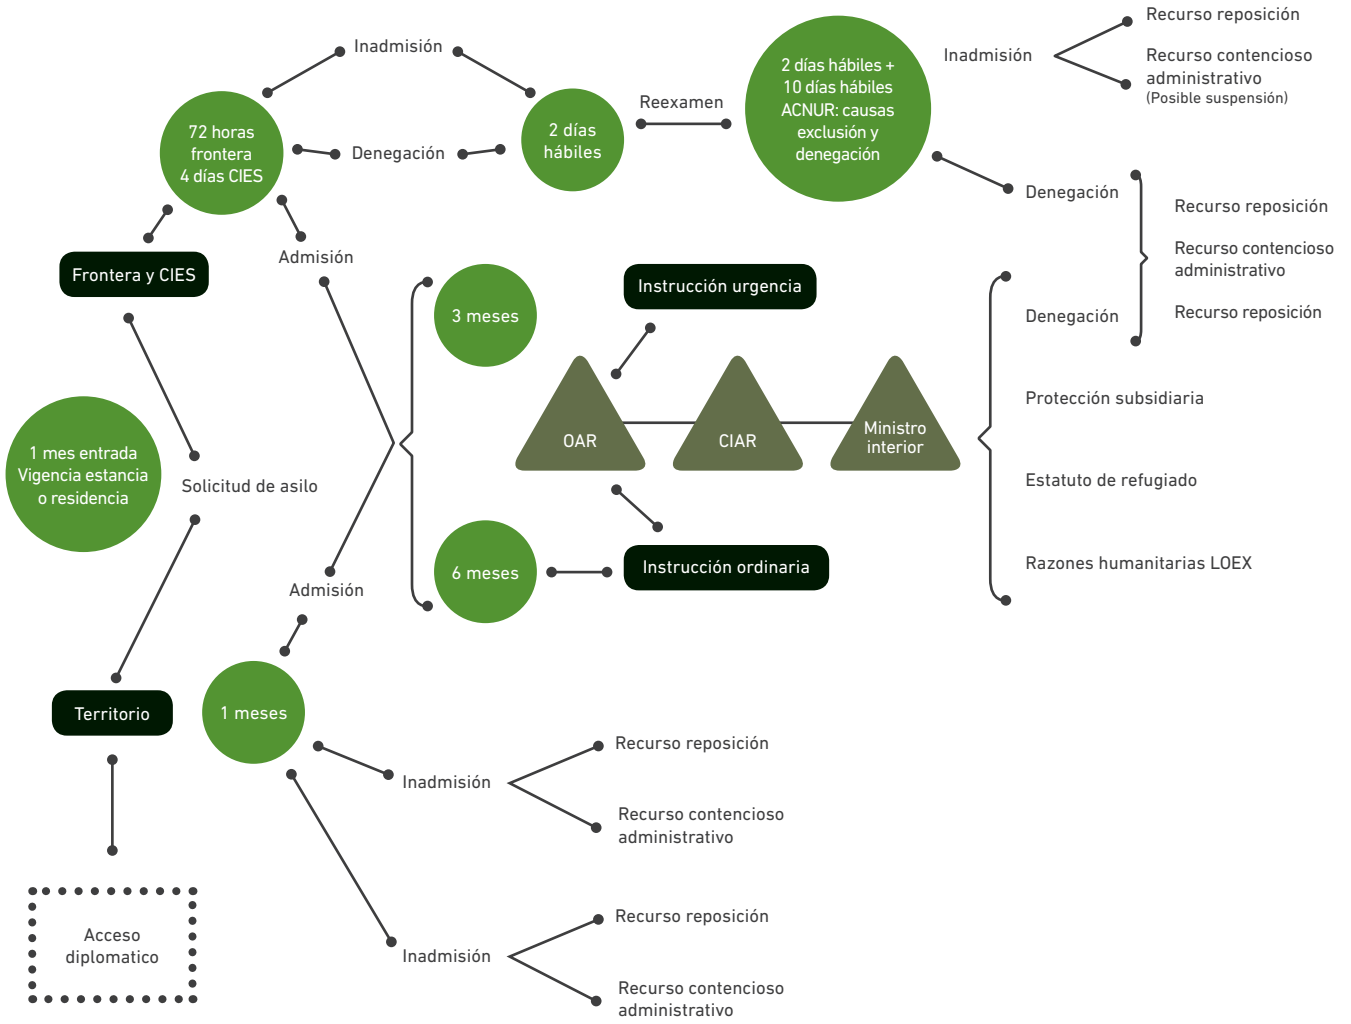 Inadmisión
72 horas
frontera
4 días CIES
Denegación
2 días
hábiles
Reexamen
2 días hábiles +
10 días hábiles
ACNUR: causas
exclusión y
denegación
Inadmisión
Recurso reposición
Recurso contencioso
administrativo
(Posible suspensión)
Denegación
Recurso reposición
Recurso contencioso
administrativo
Recurso reposición
Frontera y CIES
Admisión
3 meses
Instrucción urgencia
Denegación
OAR
CIAR
Ministro
interior
Protección subsidiaria
Estatuto de refugiado
Razones humanitarias LOEX
1 mes entrada
Vigencia estancia
o residencia
Solicitud de asilo
6 meses
Instrucción ordinaria
Admisión
Territorio
1 meses
Inadmisión
Recurso reposición
Recurso contencioso
administrativo
Inadmisión
Recurso reposición
Recurso contencioso
administrativo
Acceso
diplomatico